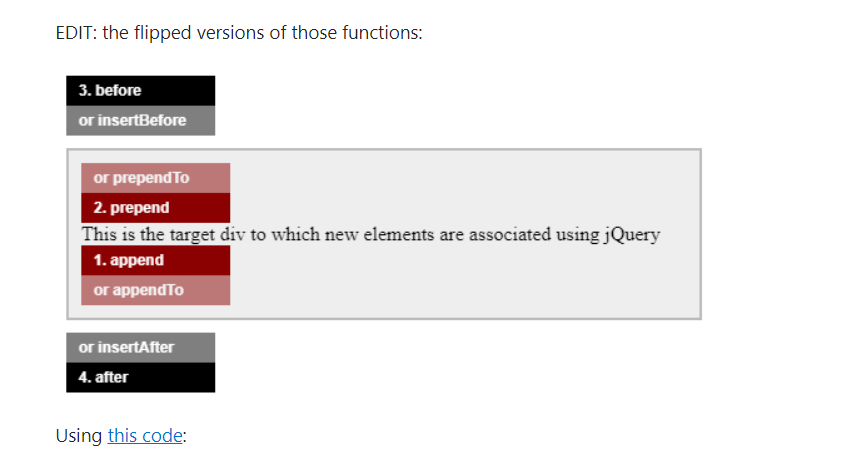 EDIT: the flipped versions of those functions:
3. before
or insertBefore
or prependTo
2. prepend
This is the target div to which new elements are associated using jQuery
1. append
or appendTo
or insertAfter
4. after
Using this code: